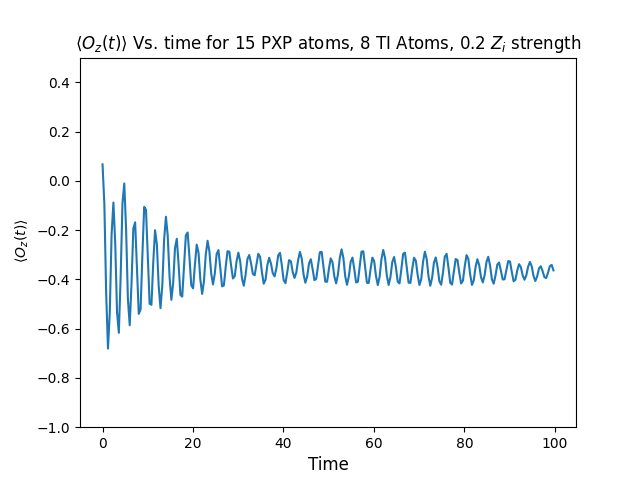 ⟨O_z(t)⟩ Vs. time for 15 PXP atoms, 8 TI Atoms, 0.2 Z_i strength
0.4
0.2
0.0
−0.2
−0.4
−0.6
−0.8
−1.0
⟨O_z(t)⟩
0 20 40 60 80 100
Time